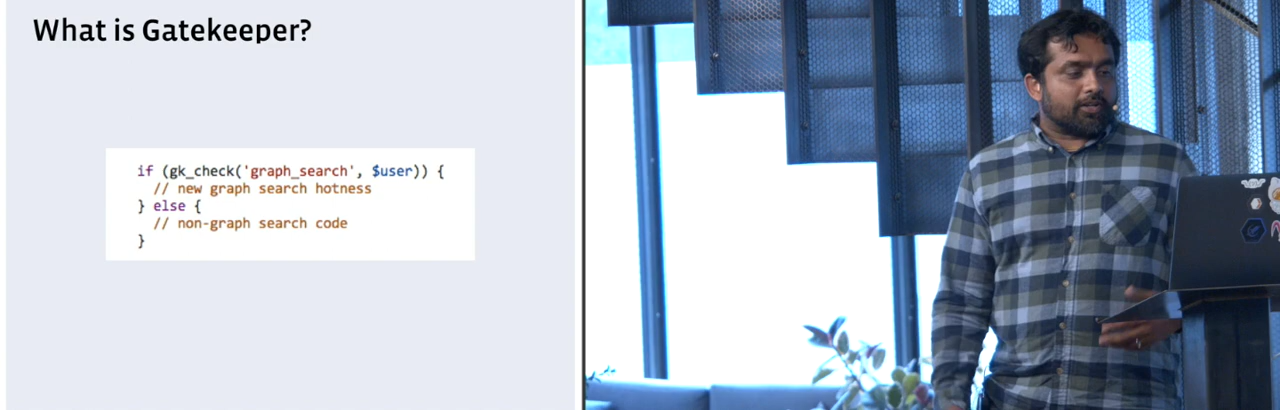 What is Gatekeeper?
if (gk_check('graph_search', $user)) {
// new graph search hotness
} else {
// non-graph search code
}